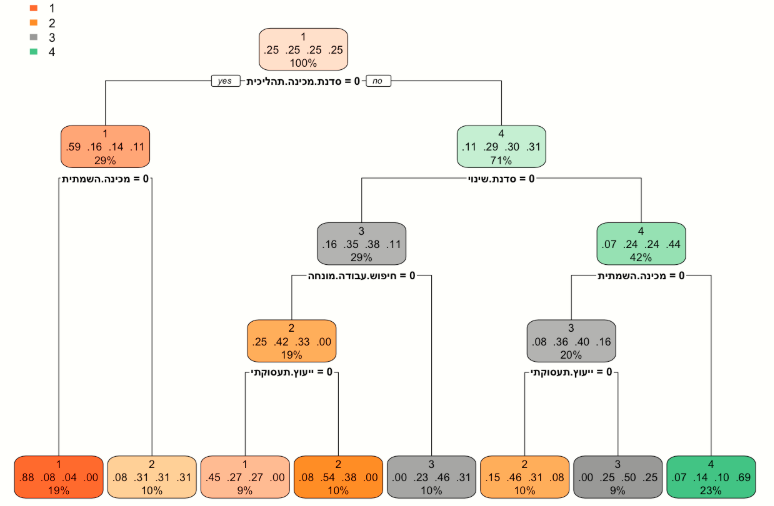 1
2
3
4
1
.25 .25 .25 .25
100%
yes סדנת.מכינה.תהליכית = 0 no
1
.59 .16 .14 .11
29%
4
.11 .29 .30 .31
71%
מכינה.השמתית = 0
סדנת.שינוי = 0
3
.16 .35 .38 .11
29%
4
.07 .24 .24 .44
42%
חיפוש.עבודה.מונחה = 0
מכינה.השמתית = 0
2
.25 .42 .33 .00
19%
3
.08 .36 .40 .16
20%
ייעוץ.תעסוקתי = 0
ייעוץ.תעסוקתי = 0
1
.88 .08 .04 .00
19%
2
.08 .31 .31 .31
10%
1
.45 .27 .27 .00
9%
2
.08 .54 .38 .00
10%
3
.00 .23 .46 .31
10%
2
.15 .46 .31 .08
10%
3
.00 .25 .50 .25
9%
4
.07 .14 .10 .69
23%